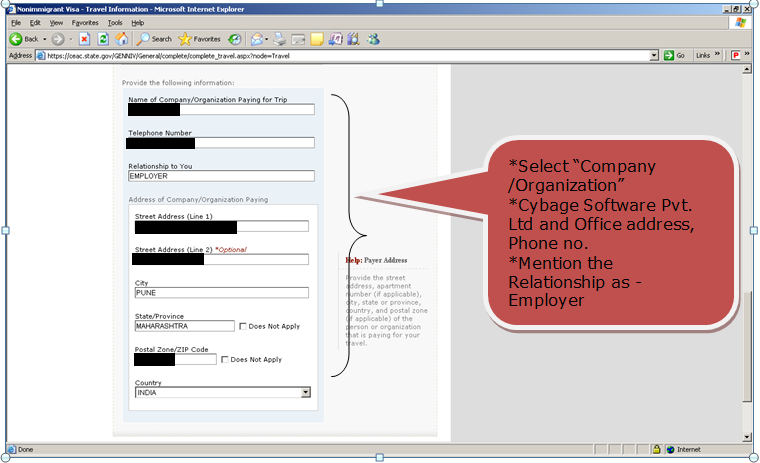 Nonimmigrant Visa - Travel Information - Microsoft Internet Explorer
File Edit View Favorites Tools Help
Back Search Favorites
Address https://ceac.state.gov/GENNIV/General/complete/complete_travel.aspx?node=Travel Go Links »
Provide the following information:
Name of Company/Organization Paying for Trip
Telephone Number
Relationship to You
EMPLOYER
Address of Company/Organization Paying
Street Address (Line 1)
Street Address (Line 2) *Optional
City
PUNE
State/Province
MAHARASHTRA Does Not Apply
Postal Zone/ZIP Code
Does Not Apply
Country
INDIA
Help: Payer Address
Provide the street
address, apartment
number (if applicable),
city, state or province,
country, and postal zone
(if applicable) of the
person or organization
that is paying for your
travel.
*Select “Company
/Organization”
*Cybage Software Pvt.
Ltd and Office address,
Phone no.
*Mention the
Relationship as -
Employer
Done Internet